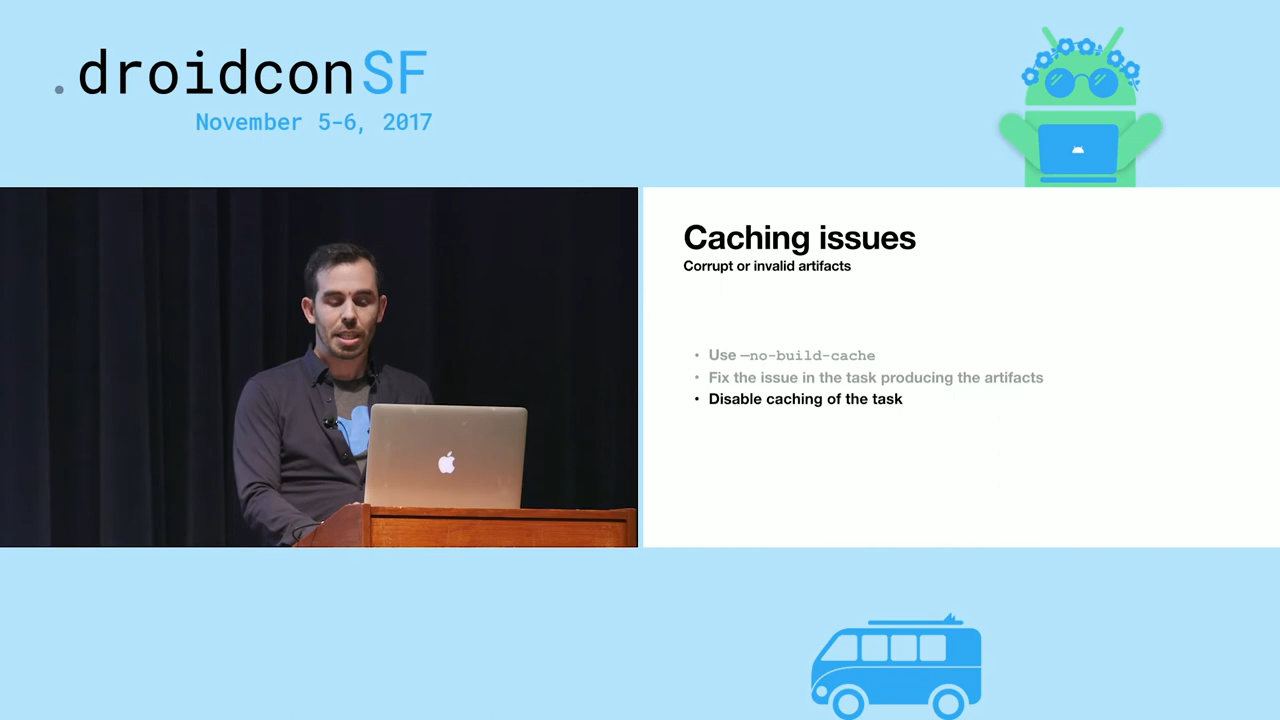 .droidconSF
November 5-6, 2017
Caching issues
Corrupt or invalid artifacts
• Use —no-build-cache
• Fix the issue in the task producing the artifacts
• Disable caching of the task